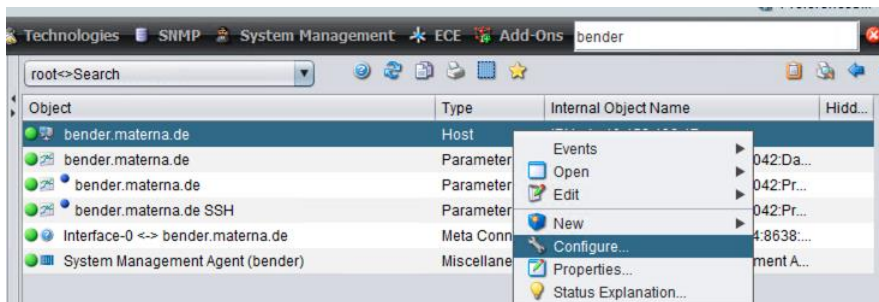 Technologies SNMP System Management ECE Add-Ons bender
root<>Search
Object Type Internal Object Name Hidd...
bender.materna.de Host
bender.materna.de Parameter 042:Da...
bender.materna.de Parameter 042:Pr...
bender.materna.de SSH Parameter 042:Pr...
Interface-0 <-> bender.materna.de Meta Conn 4:8638:...
System Management Agent (bender) Miscellane ment A...
Events
Open
Edit
New
Configure...
Properties...
Status Explanation...